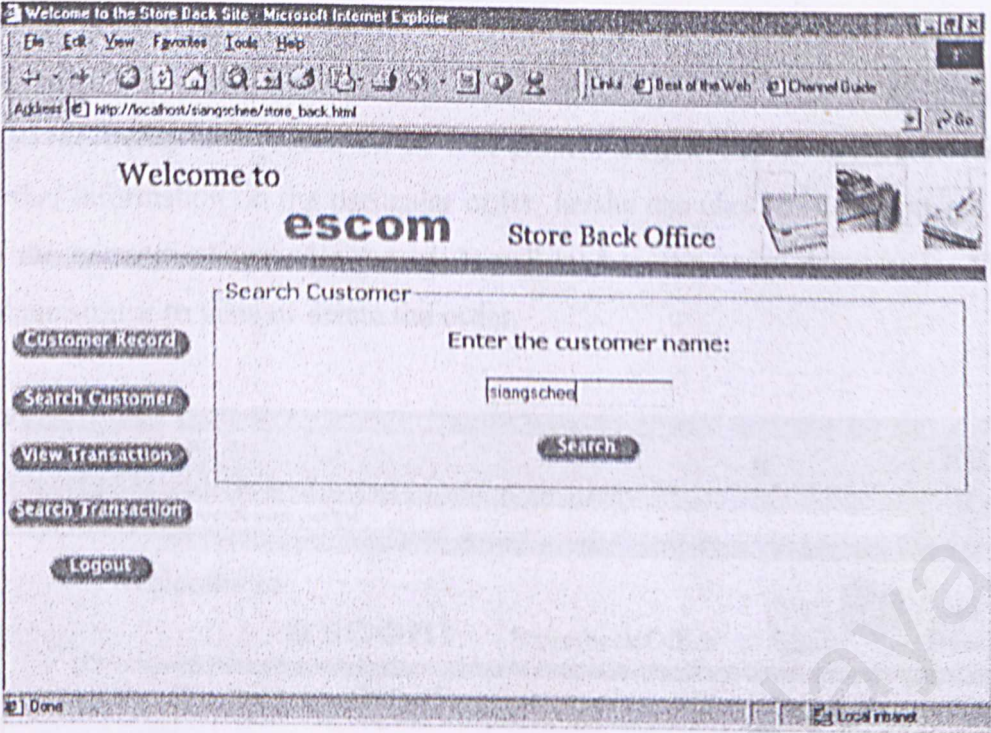 Welcome to the Store Back Site - Microsoft Internet Explorer
File Edit View Favorites Tools Help
Links Best of the Web Channel Guide
Address http://localhost/siangschee/store_back.html Go
Welcome to
escom Store Back Office
Search Customer
Customer Record
Enter the customer name:
Search Customer
siangschee
View Transaction
Search
Search Transaction
Logout
Done Local intranet